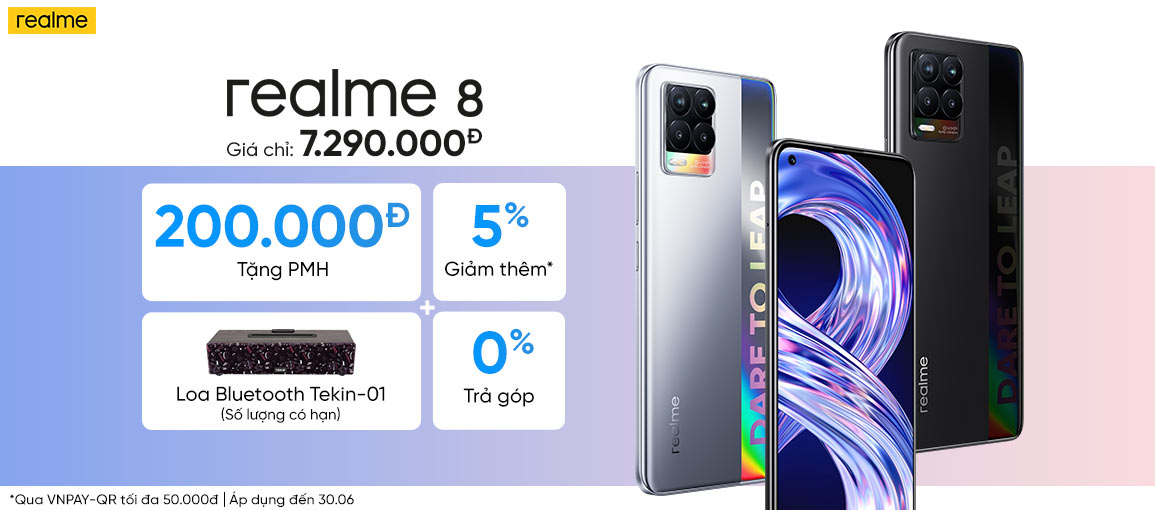 realme
realme 8
Giá chỉ: 7.290.000Đ
200.000Đ
Tặng PMH
5%
Giảm thêm*
+
Loa Bluetooth Tekin-01
(Số lượng có hạn)
0%
Trả góp
DARE TO LEAP
realme
DARE TO LEAP
realme
*Qua VNPAY-QR tối đa 50.000đ | Áp dụng đến 30.06